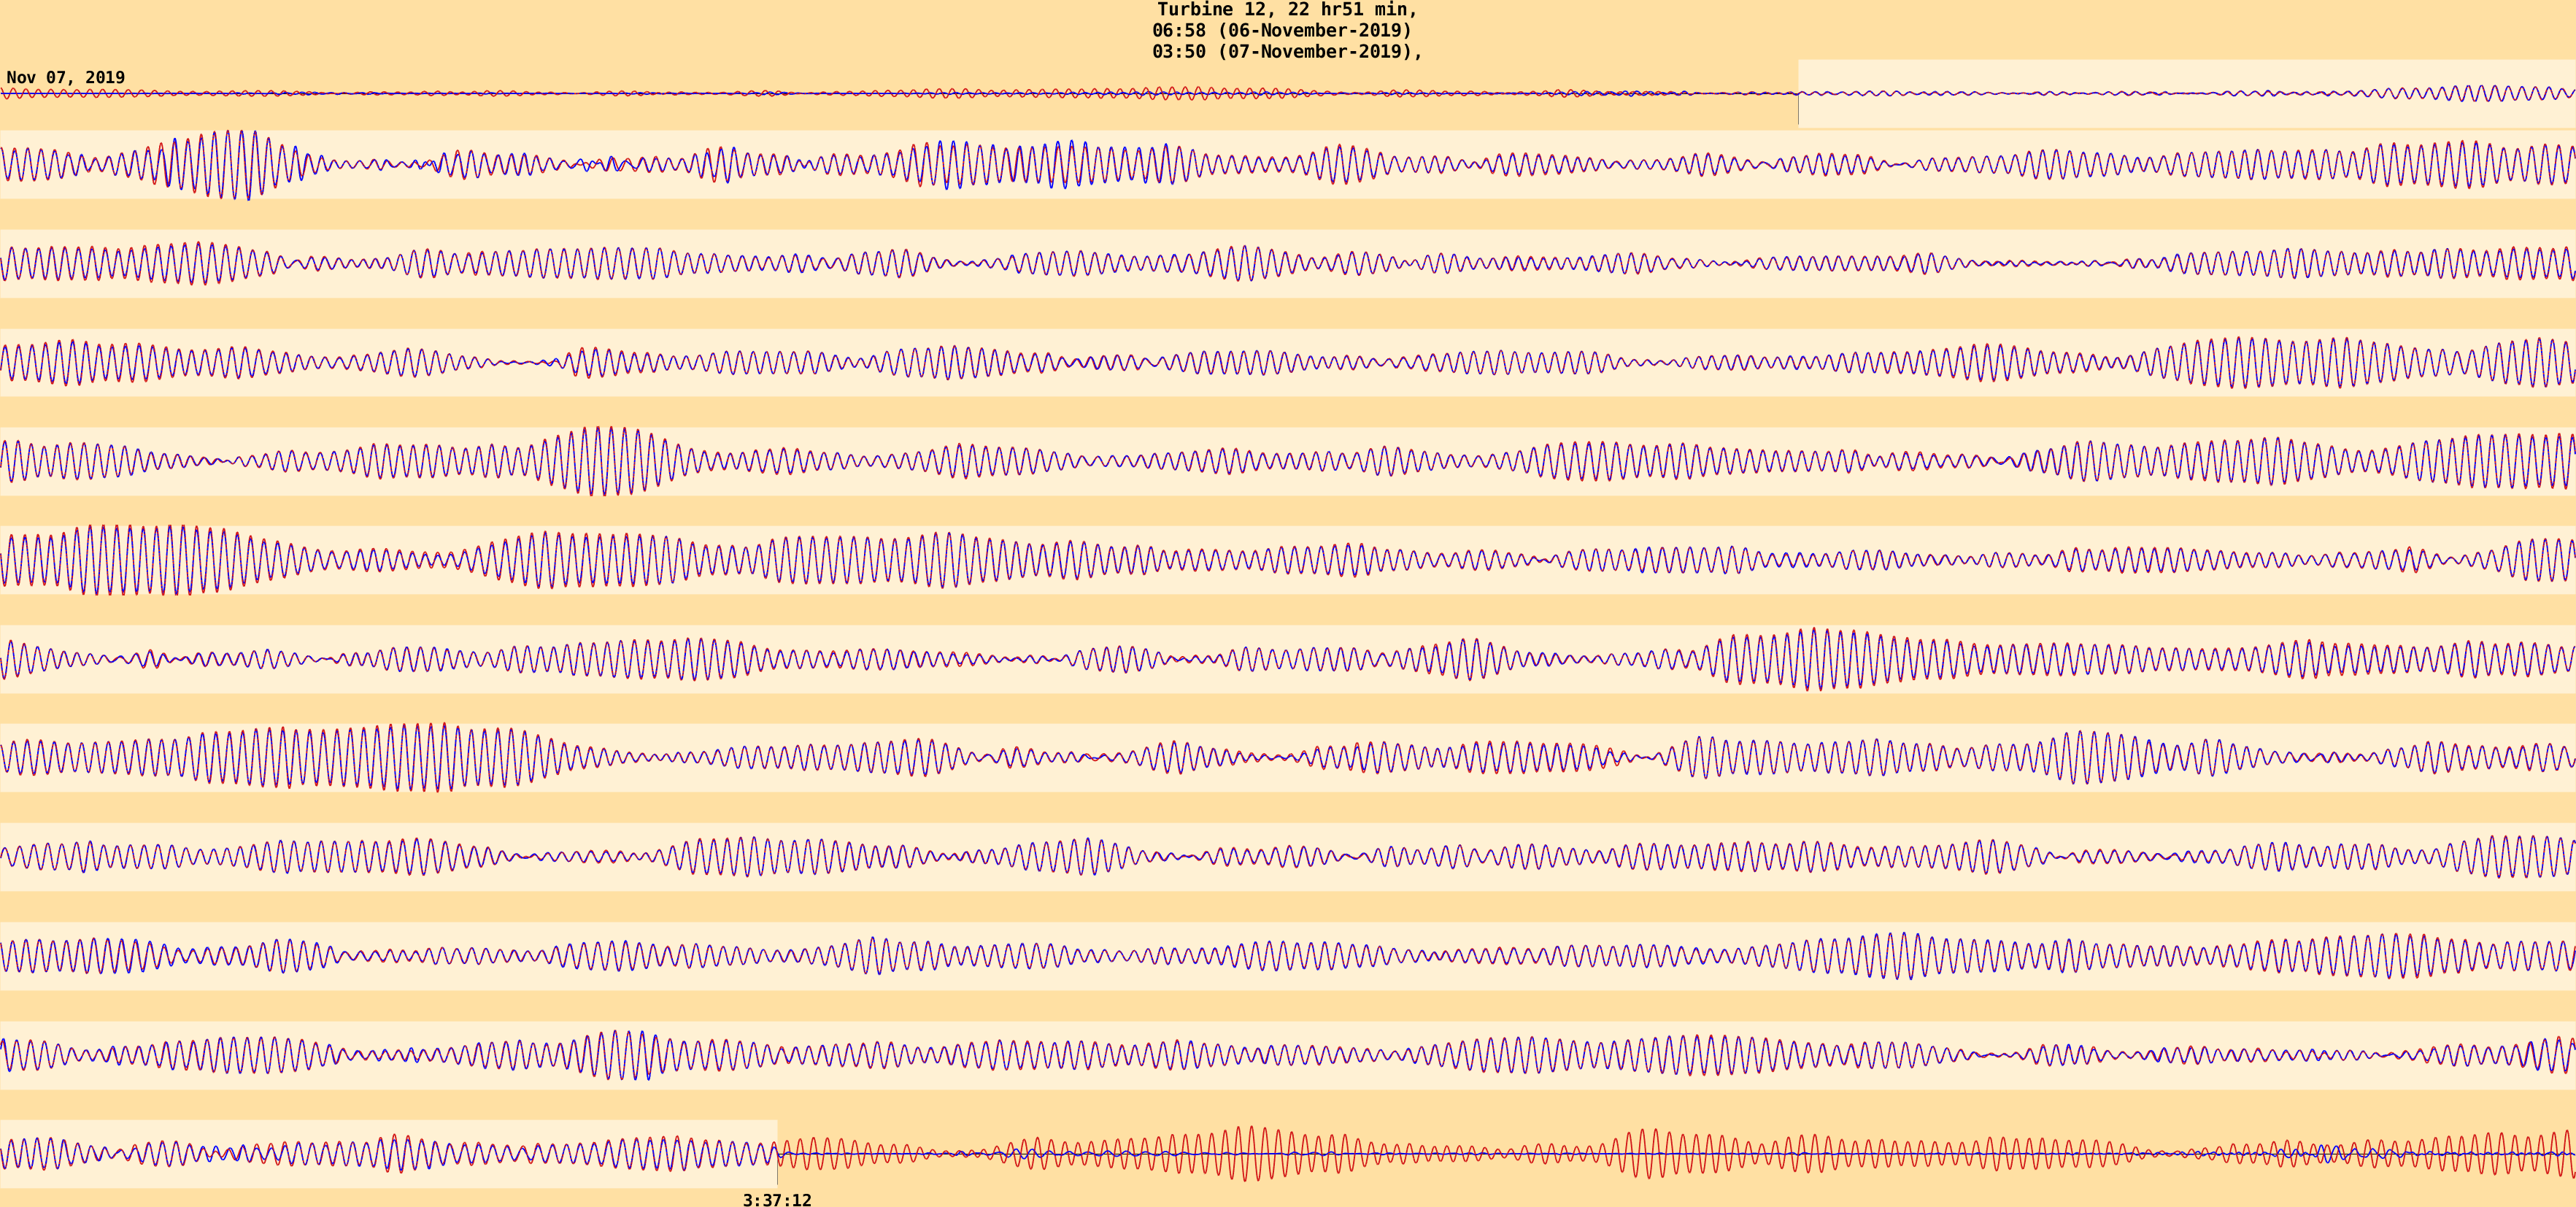 Turbine 12, 22 hr51 min,
06:58 (06-November-2019)
03:50 (07-November-2019),
Nov 07, 2019
3:37:12